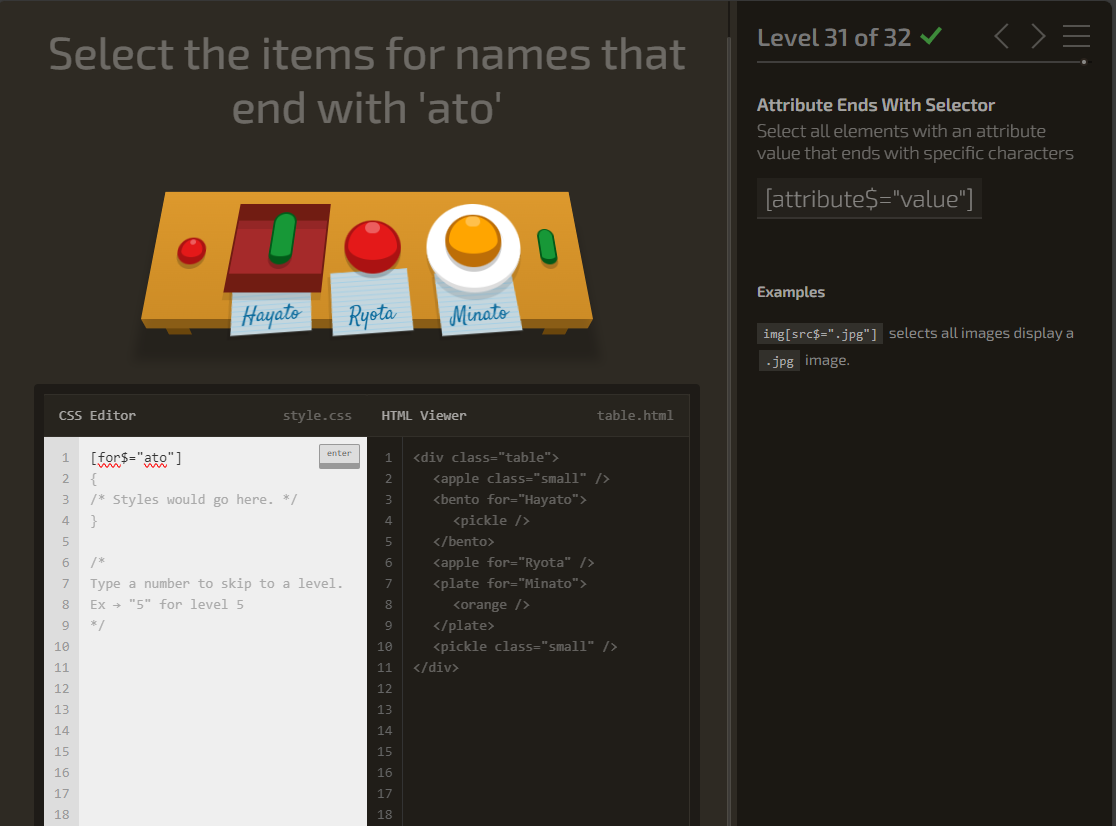 Select the items for names that
end with 'ato'
Hayato
Ryota
Minato
CSS Editor
style.css
HTML Viewer
table.html
1 [for$="ato"]
enter
2 {
3 /* Styles would go here. */
4 }
5
6 /*
7 Type a number to skip to a level.
8 Ex → "5" for level 5
9 */
10
11
12
13
14
15
16
17
18
1 <div class="table">
2 <apple class="small" />
3 <bento for="Hayato">
4 <pickle />
5 </bento>
6 <apple for="Ryota" />
7 <plate for="Minato">
8 <orange />
9 </plate>
10 <pickle class="small" />
11 </div>
12
13
14
15
16
17
18
Level 31 of 32
Attribute Ends With Selector
Select all elements with an attribute
value that ends with specific characters
[attribute$="value"]
Examples
img[src$=".jpg"] selects all images display a
.jpg image.